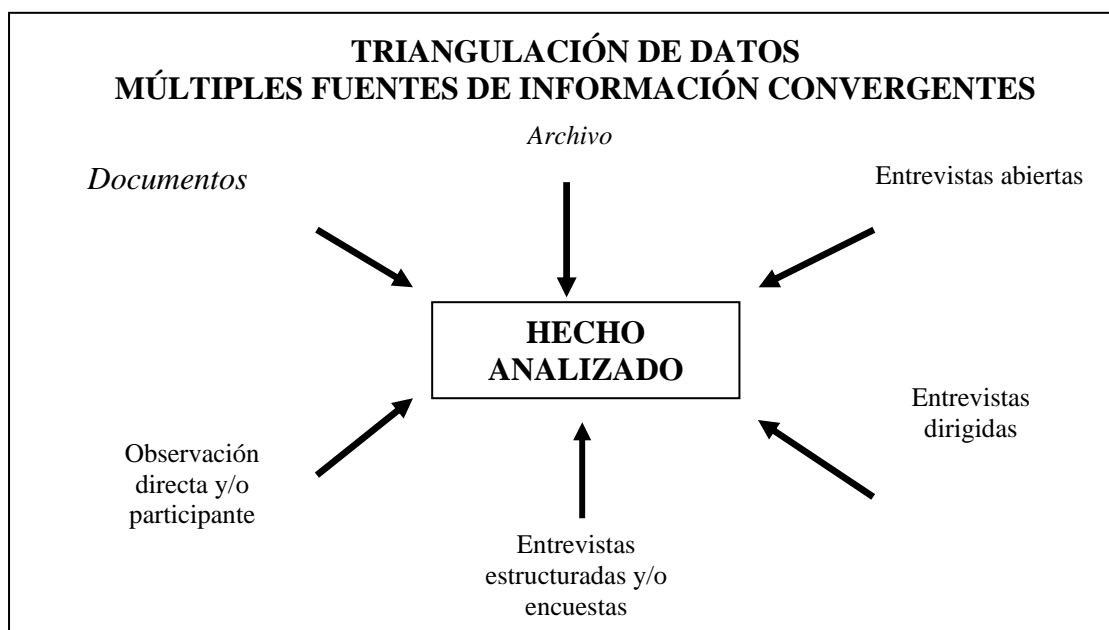 TRIANGULACIÓN DE DATOS
MÚLTIPLES FUENTES DE INFORMACIÓN CONVERGENTES
Archivo
Documentos
Entrevistas abiertas
HECHO
ANALIZADO
Entrevistas
dirigidas
Observación
directa y/o
participante
Entrevistas
estructuradas y/o
encuestas